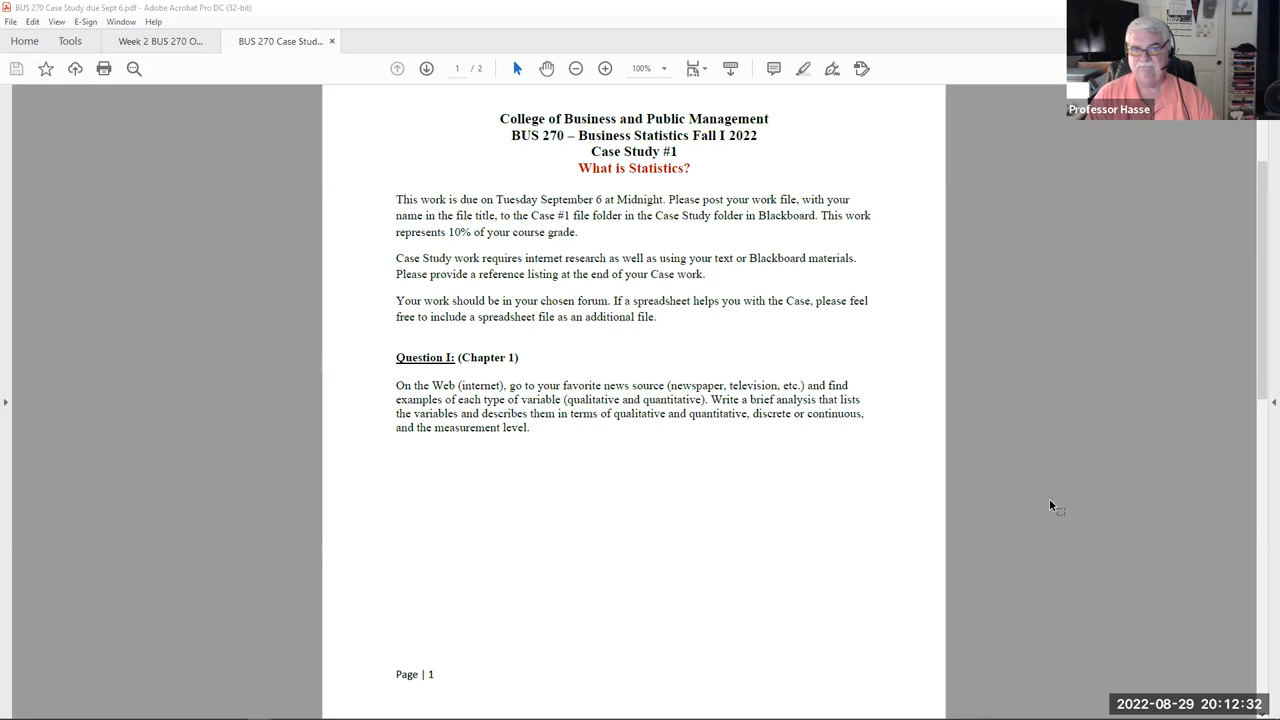 BUS 270 Case Study due Sept 6.pdf - Adobe Acrobat Pro DC (32-bit)
File Edit View E-Sign Window Help
Home Tools Week 2 BUS 270 O... BUS 270 Case Stud... ×
/ 2 100%
Professor Hasse
College of Business and Public Management
BUS 270 – Business Statistics Fall I 2022
Case Study #1
What is Statistics?
This work is due on Tuesday September 6 at Midnight. Please post your work file, with your
name in the file title, to the Case #1 file folder in the Case Study folder in Blackboard. This work
represents 10% of your course grade.
Case Study work requires internet research as well as using your text or Blackboard materials.
Please provide a reference listing at the end of your Case work.
Your work should be in your chosen forum. If a spreadsheet helps you with the Case, please feel
free to include a spreadsheet file as an additional file.
Question I: (Chapter 1)
On the Web (internet), go to your favorite news source (newspaper, television, etc.) and find
examples of each type of variable (qualitative and quantitative). Write a brief analysis that lists
the variables and describes them in terms of qualitative and quantitative, discrete or continuous,
and the measurement level.
Page | 1
2022-08-29 20:12:32